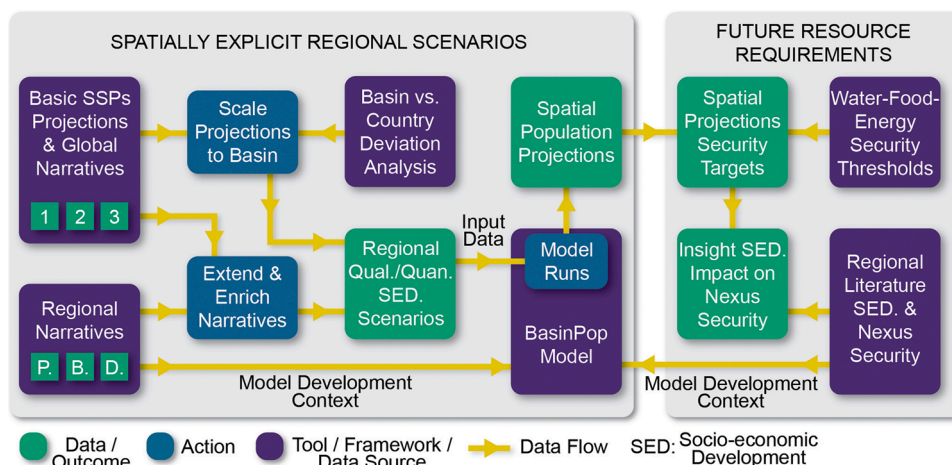 SPATIALLY EXPLICIT REGIONAL SCENARIOS
FUTURE RESOURCE
REQUIREMENTS
Basic SSPs
Projections
& Global
Narratives
1 2 3
Scale
Projections
to Basin
Basin vs.
Country
Deviation
Analysis
Spatial
Population
Projections
Spatial
Projections
Security
Targets
Water-Food-
Energy
Security
Thresholds
Extend &
Enrich
Narratives
Regional
Qual./Quan.
SED.
Scenarios
Input
Data
Model
Runs
BasinPop
Model
Insight SED.
Impact on
Nexus
Security
Regional
Literature
SED. &
Nexus
Security
Regional
Narratives
P. B. D.
Model Development
Context
Model Development
Context
Data /
Outcome
Action
Tool / Framework /
Data Source
Data Flow
SED: Socio-economic
Development